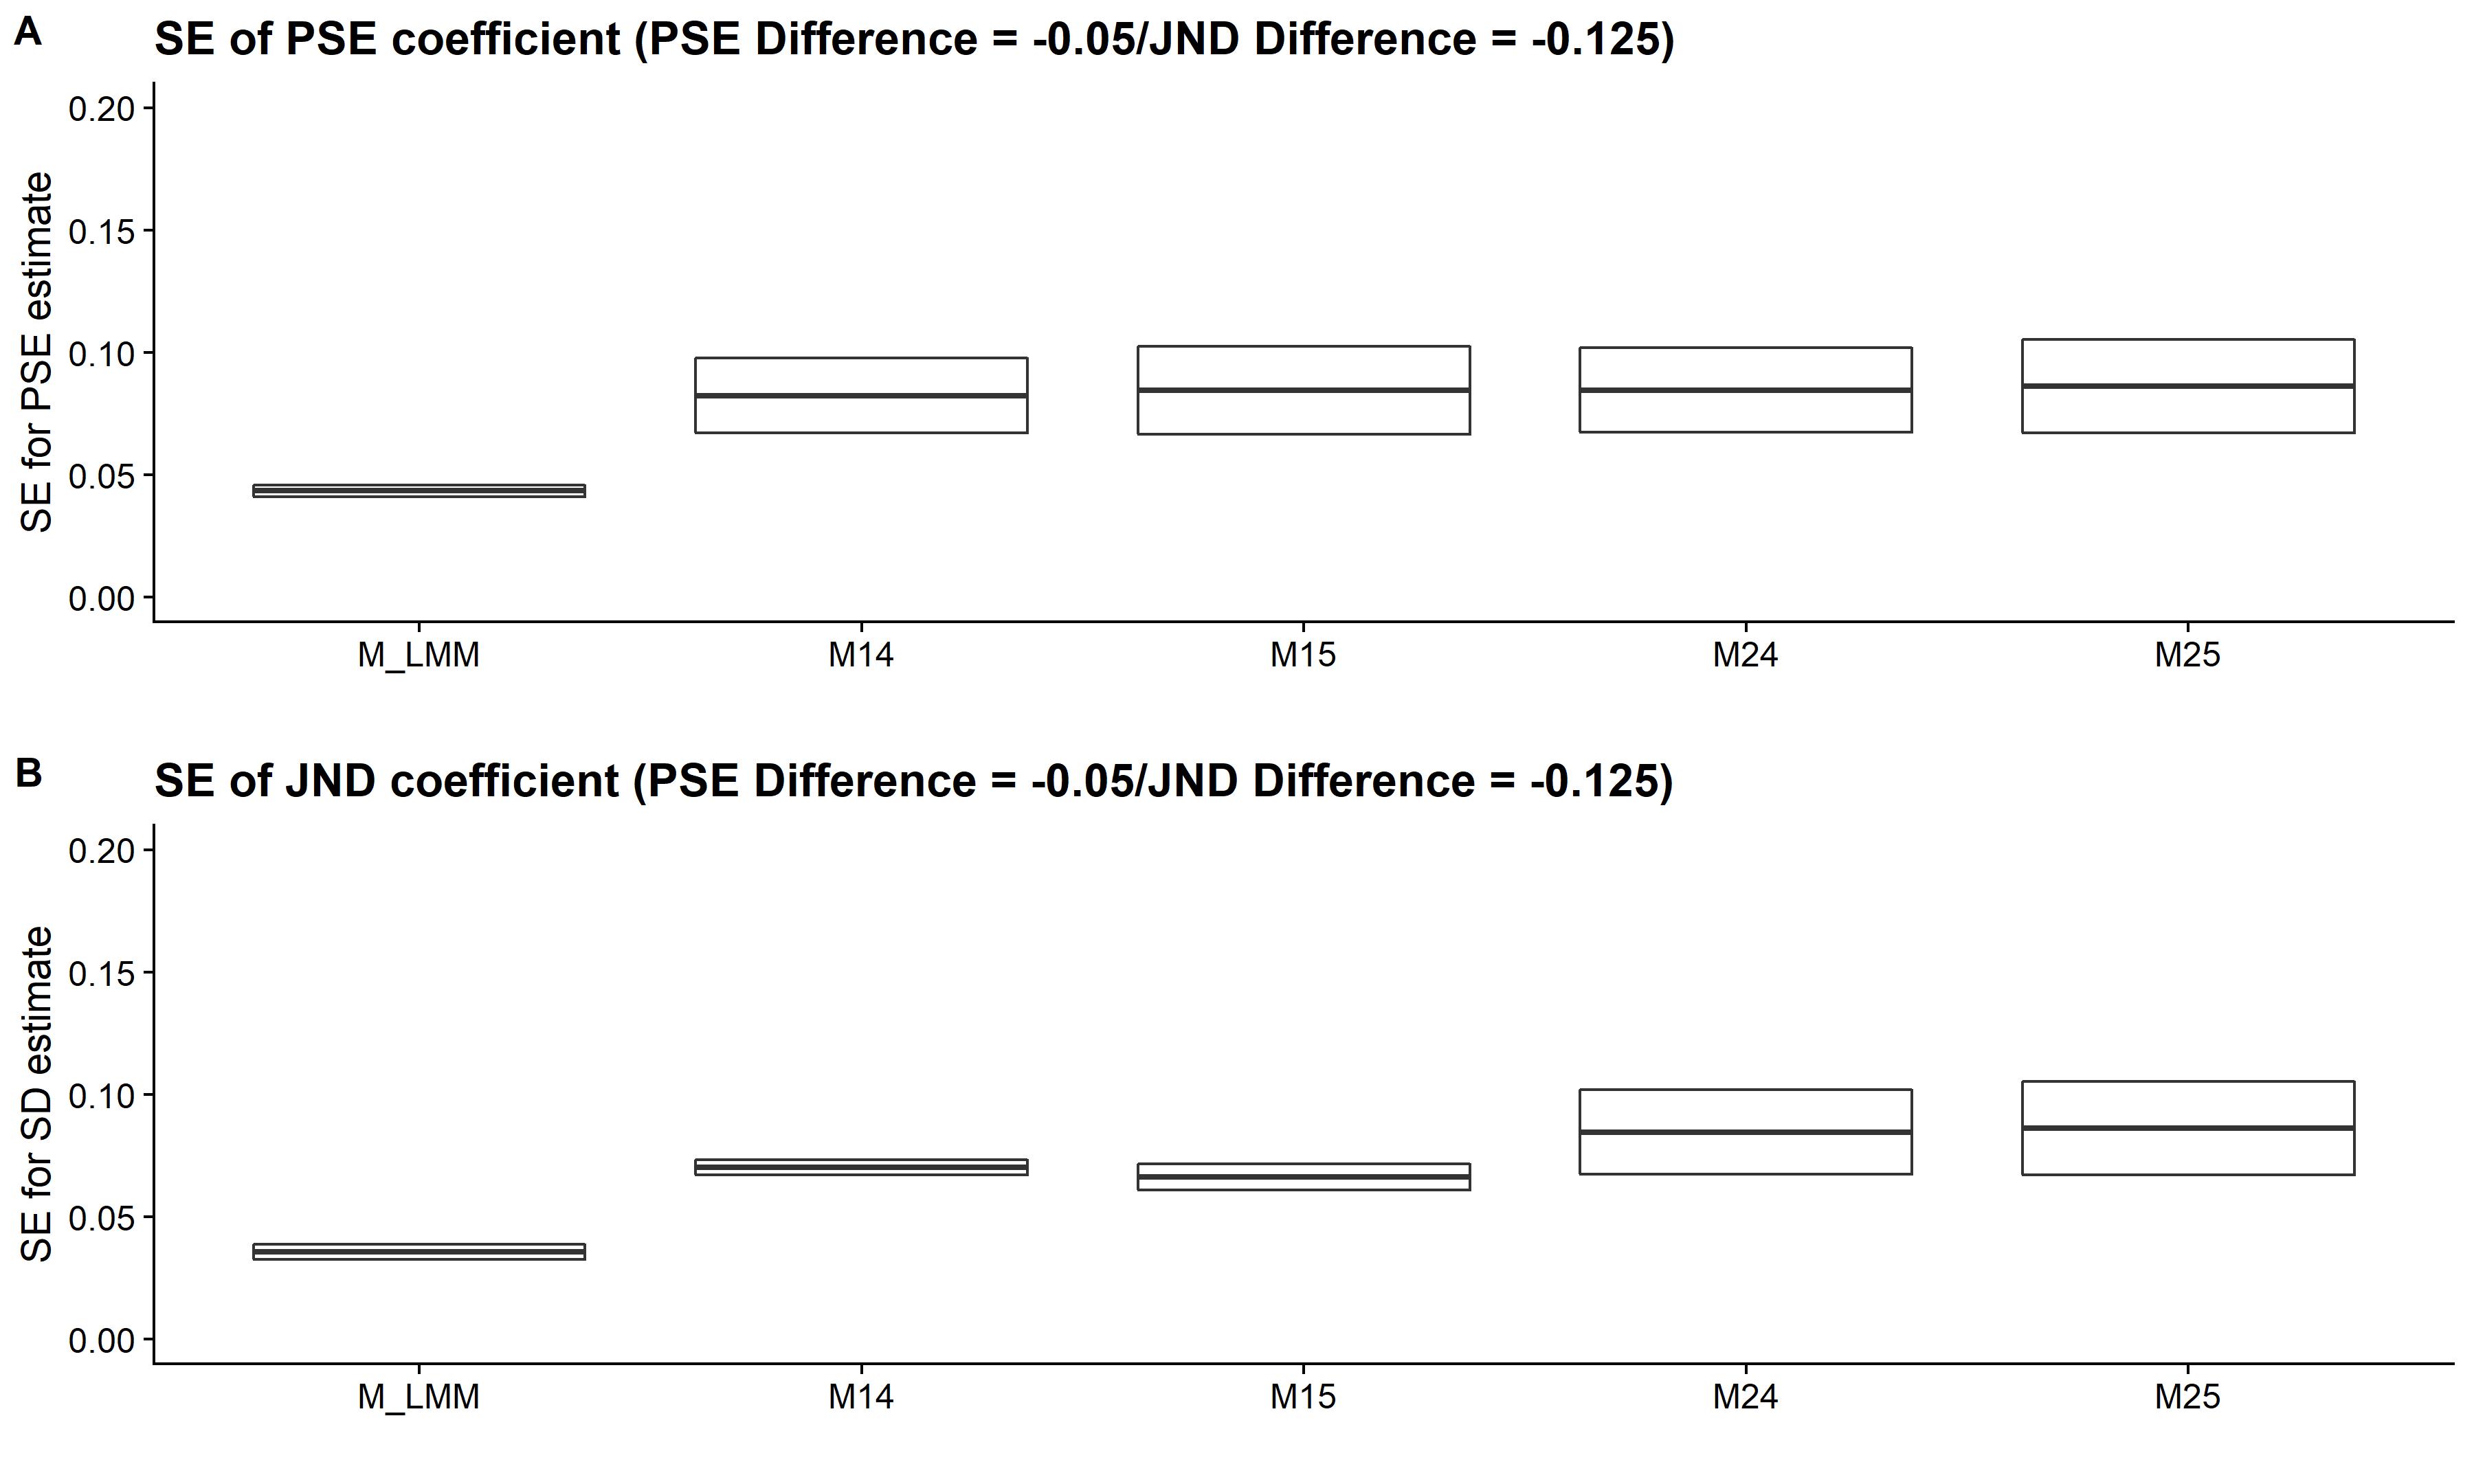 A
SE of PSE coefficient (PSE Difference = -0.05/JND Difference = -0.125)
SE for PSE estimate
0.20
0.15
0.10
0.05
0.00
M_LMM M14 M15 M24 M25
B
SE of JND coefficient (PSE Difference = -0.05/JND Difference = -0.125)
SE for SD estimate
0.20
0.15
0.10
0.05
0.00
M_LMM M14 M15 M24 M25